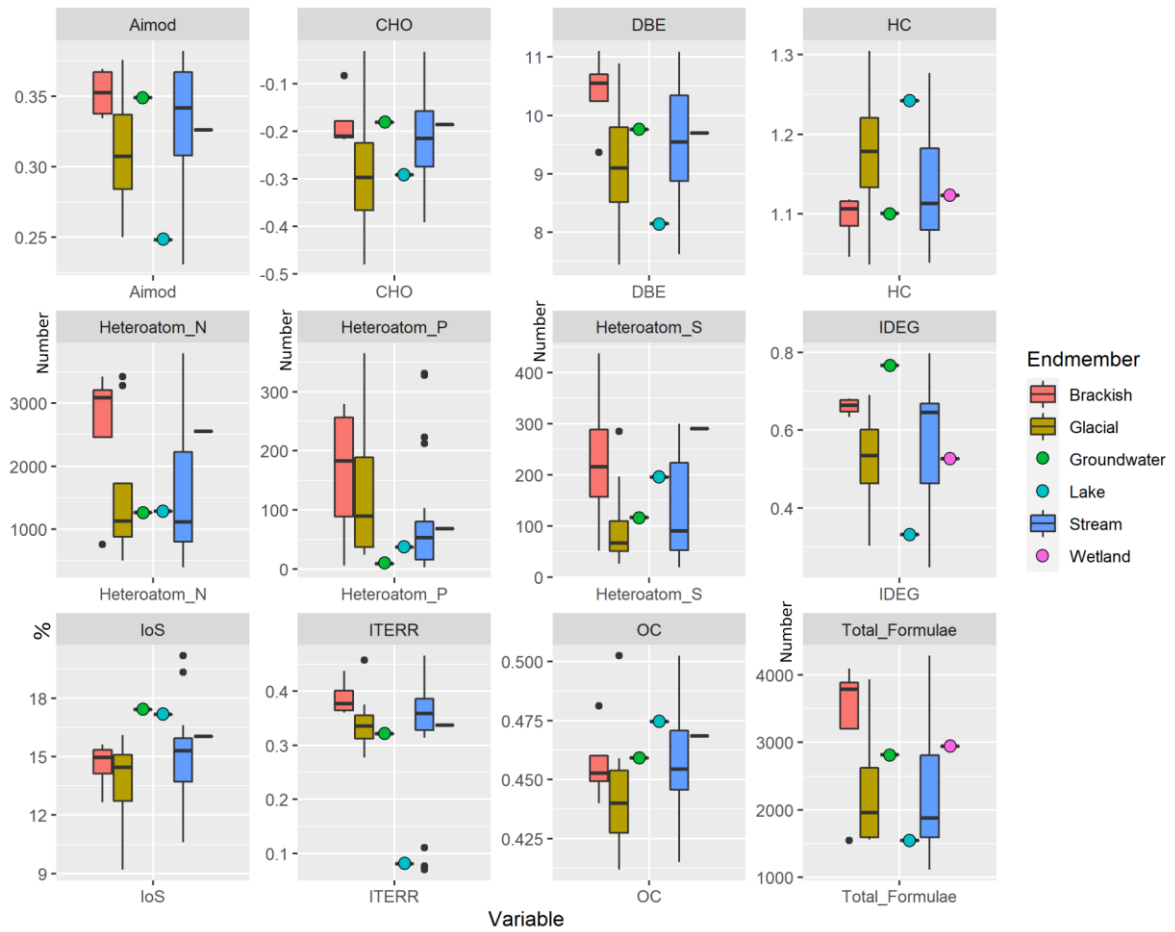 Aimod CHO DBE HC
0.35
0.30
0.25
-0.1
-0.2
-0.3
-0.4
-0.5
11
10
9
8
1.3
1.2
1.1
Aimod CHO DBE HC
Number Number Number
Heteroatom_N Heteroatom_P Heteroatom_S IDEG
3000
2000
1000
300
200
100
0
400
300
200
100
0
0.8
0.6
0.4
Heteroatom_N Heteroatom_P Heteroatom_S IDEG
% Number
IoS ITERR OC Total_Formulae
18
15
12
9
0.4
0.3
0.2
0.1
0.500
0.475
0.450
0.425
4000
3000
2000
1000
IoS ITERR OC Total_Formulae
Variable
Endmember
Brackish
Glacial
Groundwater
Lake
Stream
Wetland